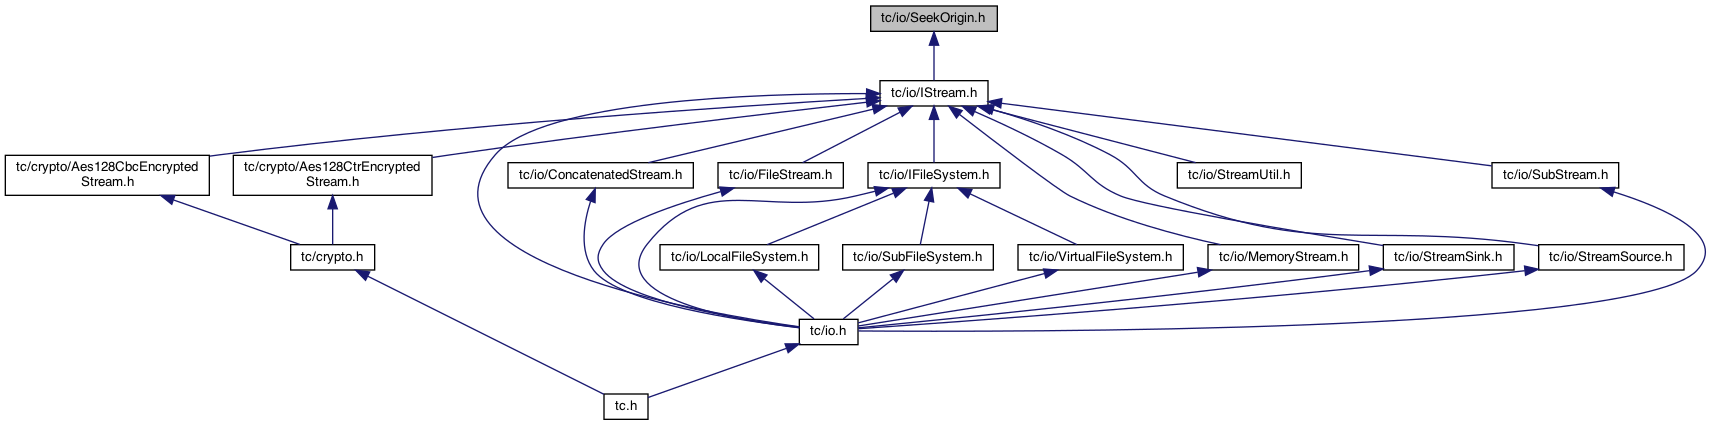 tc/io/SeekOrigin.h
tc/io/IStream.h
tc/crypto/Aes128CbcEncrypted
Stream.h
tc/crypto/Aes128CtrEncrypted
Stream.h
tc/io/ConcatenatedStream.h
tc/io/FileStream.h
tc/io/IFileSystem.h
tc/io/StreamUtil.h
tc/io/SubStream.h
tc/crypto.h
tc/io/LocalFileSystem.h
tc/io/SubFileSystem.h
tc/io/VirtualFileSystem.h
tc/io/MemoryStream.h
tc/io/StreamSink.h
tc/io/StreamSource.h
tc/io.h
tc.h